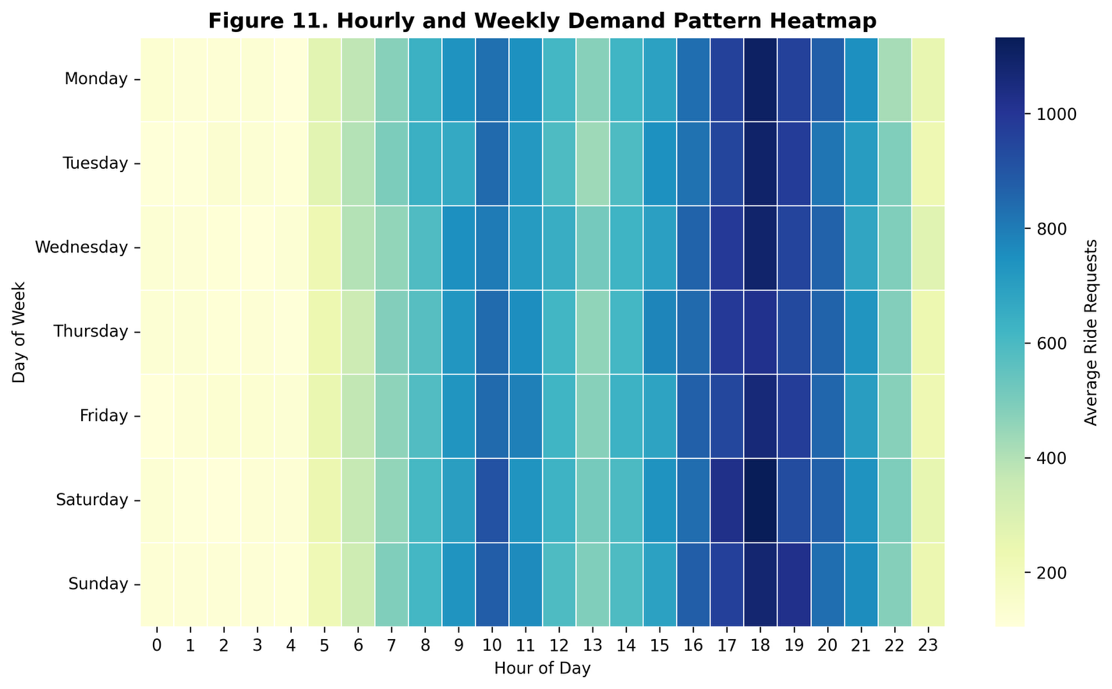 Figure 11. Hourly and Weekly Demand Pattern Heatmap
Day of Week
Monday
Tuesday
Wednesday
Thursday
Friday
Saturday
Sunday
0 1 2 3 4 5 6 7 8 9 10 11 12 13 14 15 16 17 18 19 20 21 22 23
Hour of Day
1000
800
600
400
200
Average Ride Requests